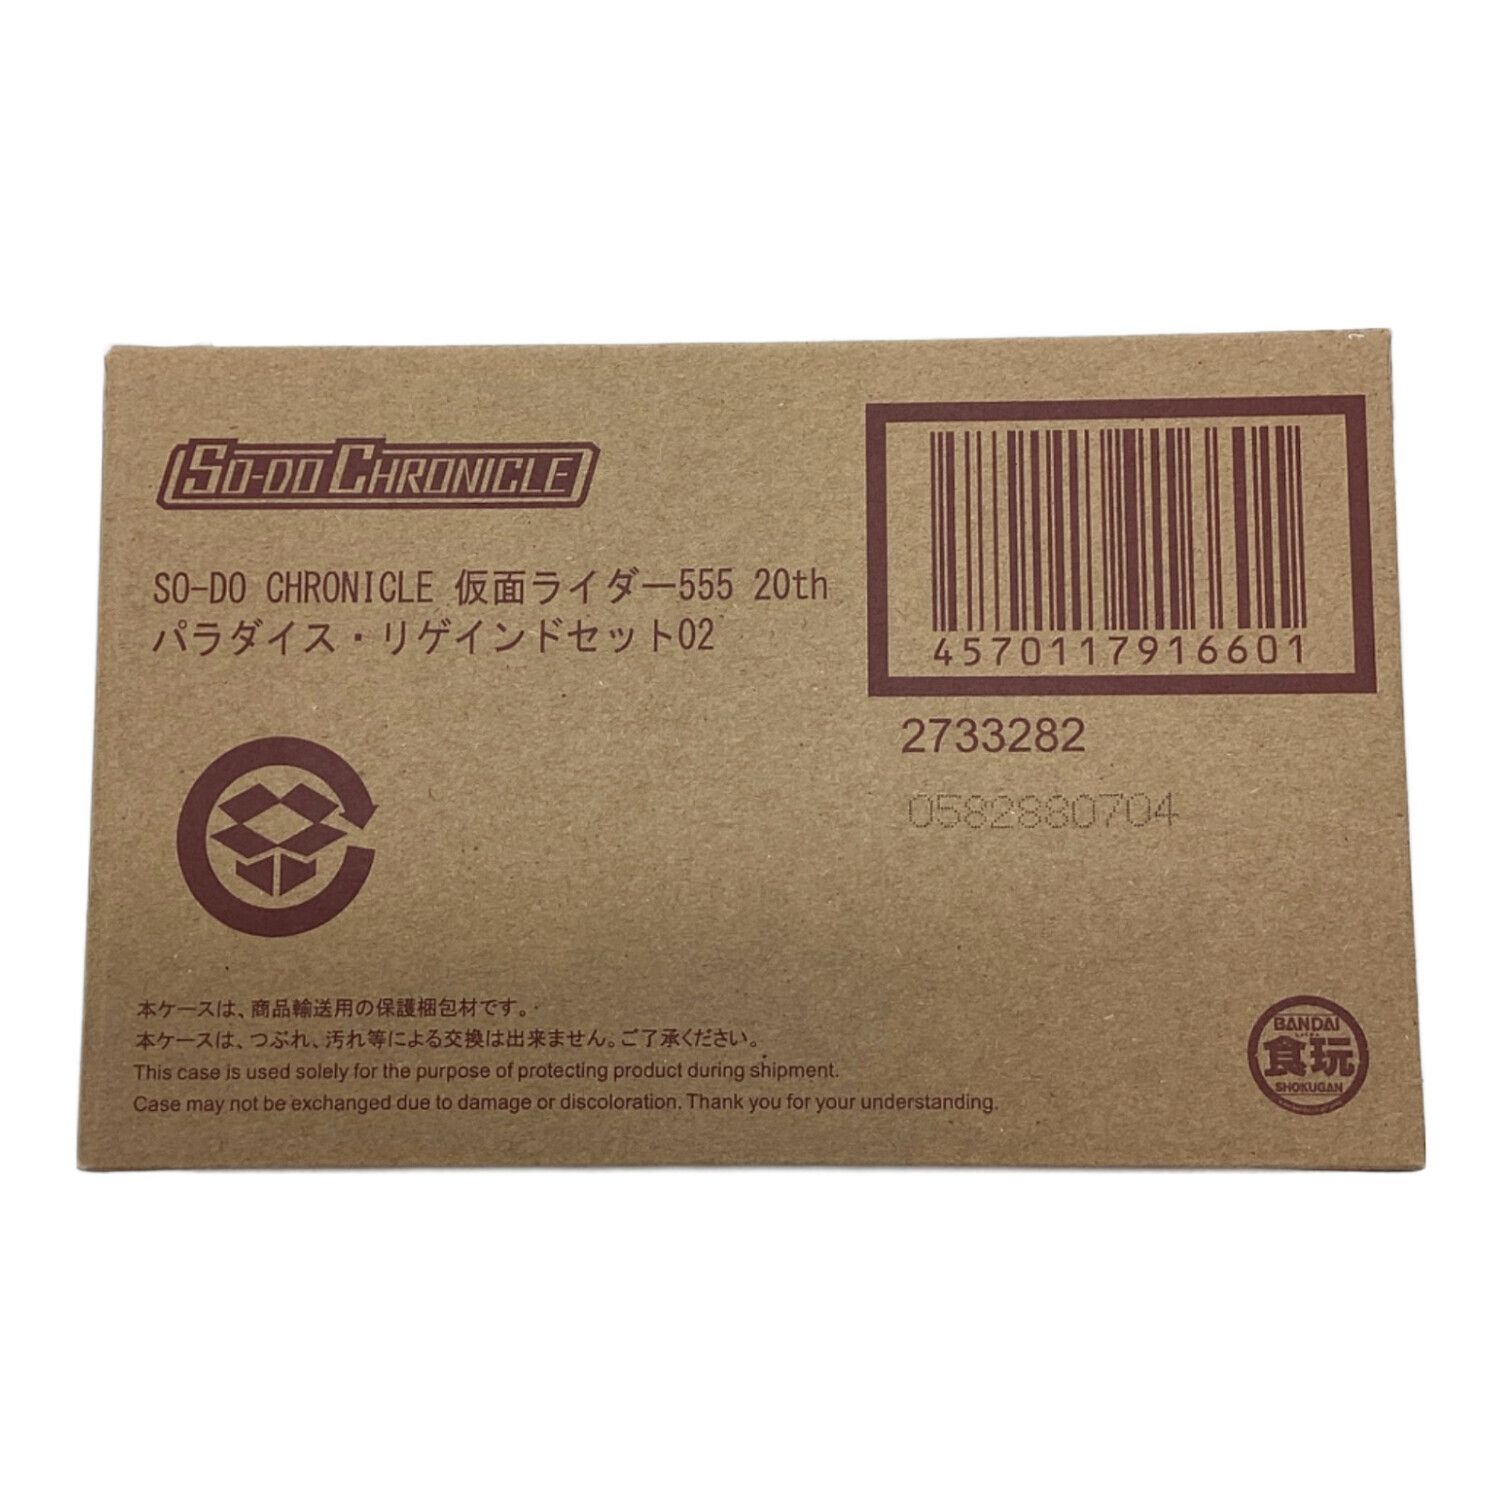 SO-DO CHRONICLE
SO-DO CHRONICLE 仮面ライダー555 20th
パラダイス・リゲインドセット02
4570117916601
2733282
0582880704
本ケースは、商品輸送用の保護梱包材です。
本ケースは、つぶれ、汚れ等による交換は出来ません。ご了承ください。
This case is used solely for the purpose of protecting product during shipment.
Case may not be exchanged due to damage or discoloration. Thank you for your understanding.
BANDAI
食玩
SHOKUGAN